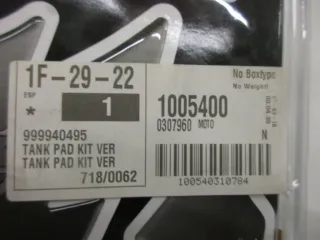 1F-29-22
No Boxtype
No Weight!
ESP
*
1
1005400
0307960 MOTO
N
999940495
TANK PAD KIT VER
TANK PAD KIT VER
718/0062
100540310784